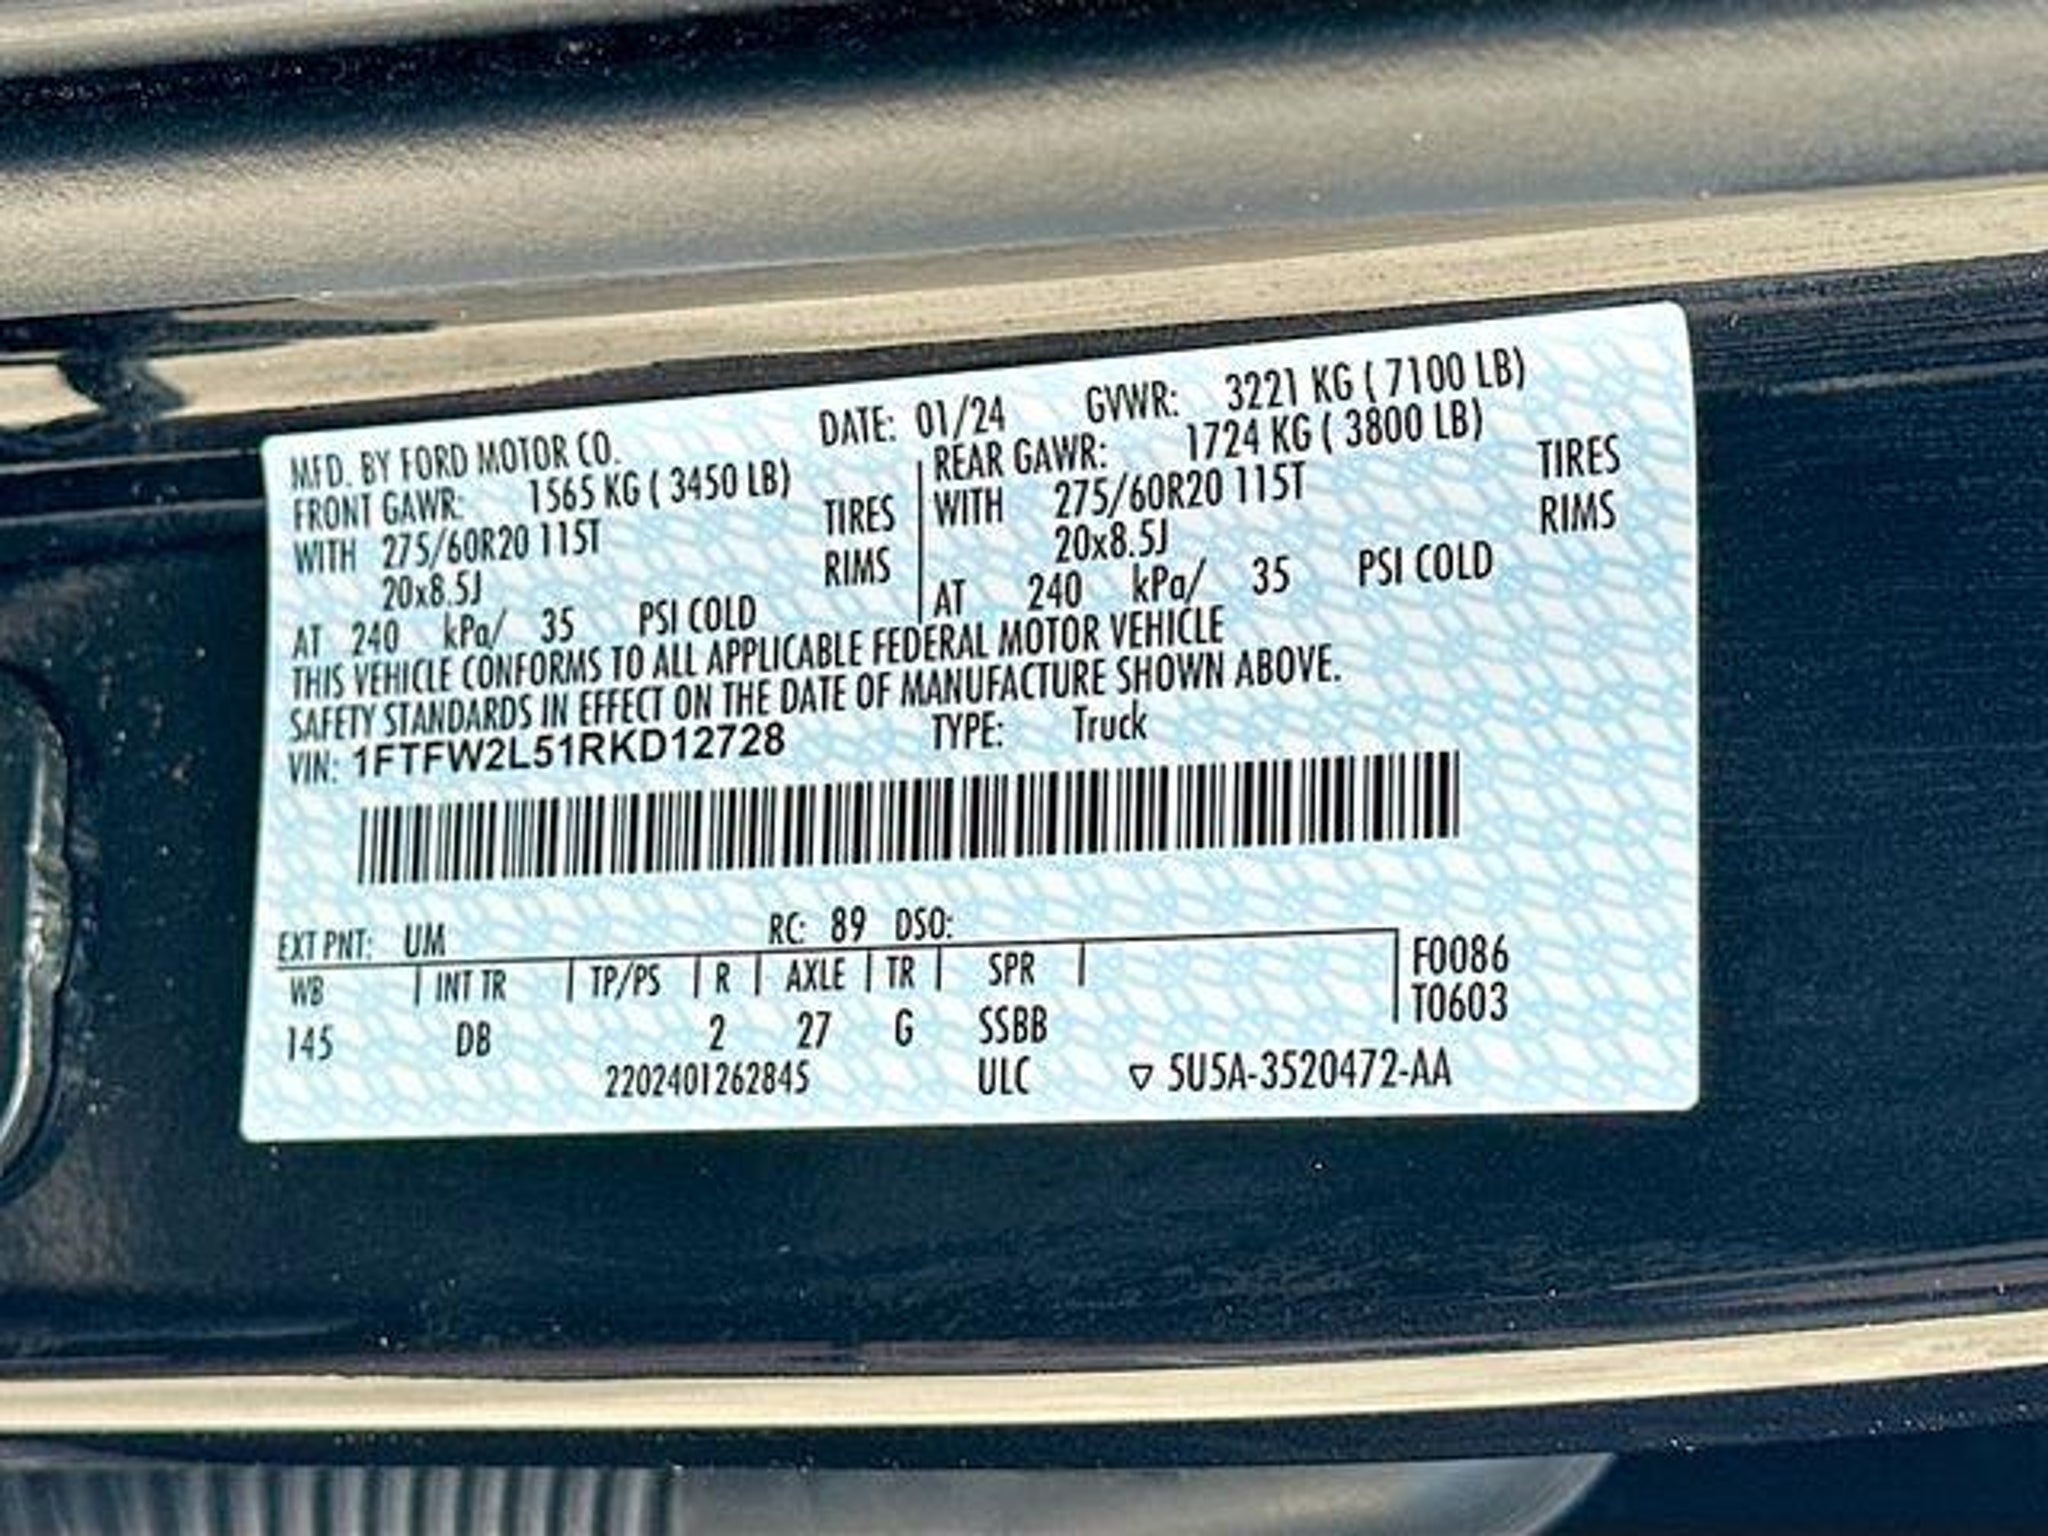 MFD. BY FORD MOTOR CO. DATE: 01/24 GVWR: 3221 KG ( 7100 LB)
FRONT GAWR: 1565 KG ( 3450 LB)
WITH 275/60R20 115T TIRES
20x8.5J RIMS
AT 240 kPa/ 35 PSI COLD
REAR GAWR: 1724 KG ( 3800 LB)
WITH 275/60R20 115T TIRES
20x8.5J RIMS
AT 240 kPa/ 35 PSI COLD
THIS VEHICLE CONFORMS TO ALL APPLICABLE FEDERAL MOTOR VEHICLE
SAFETY STANDARDS IN EFFECT ON THE DATE OF MANUFACTURE SHOWN ABOVE.
VIN: 1FTFW2L51RKD12728 TYPE: Truck
EXT PNT: UM RC: 89 DSO:
WB INT TR TP/PS R AXLE TR SPR F0086
T0603
145 DB 2 27 G SSBB
2202401262845 ULC ▽ 5U5A-3520472-AA